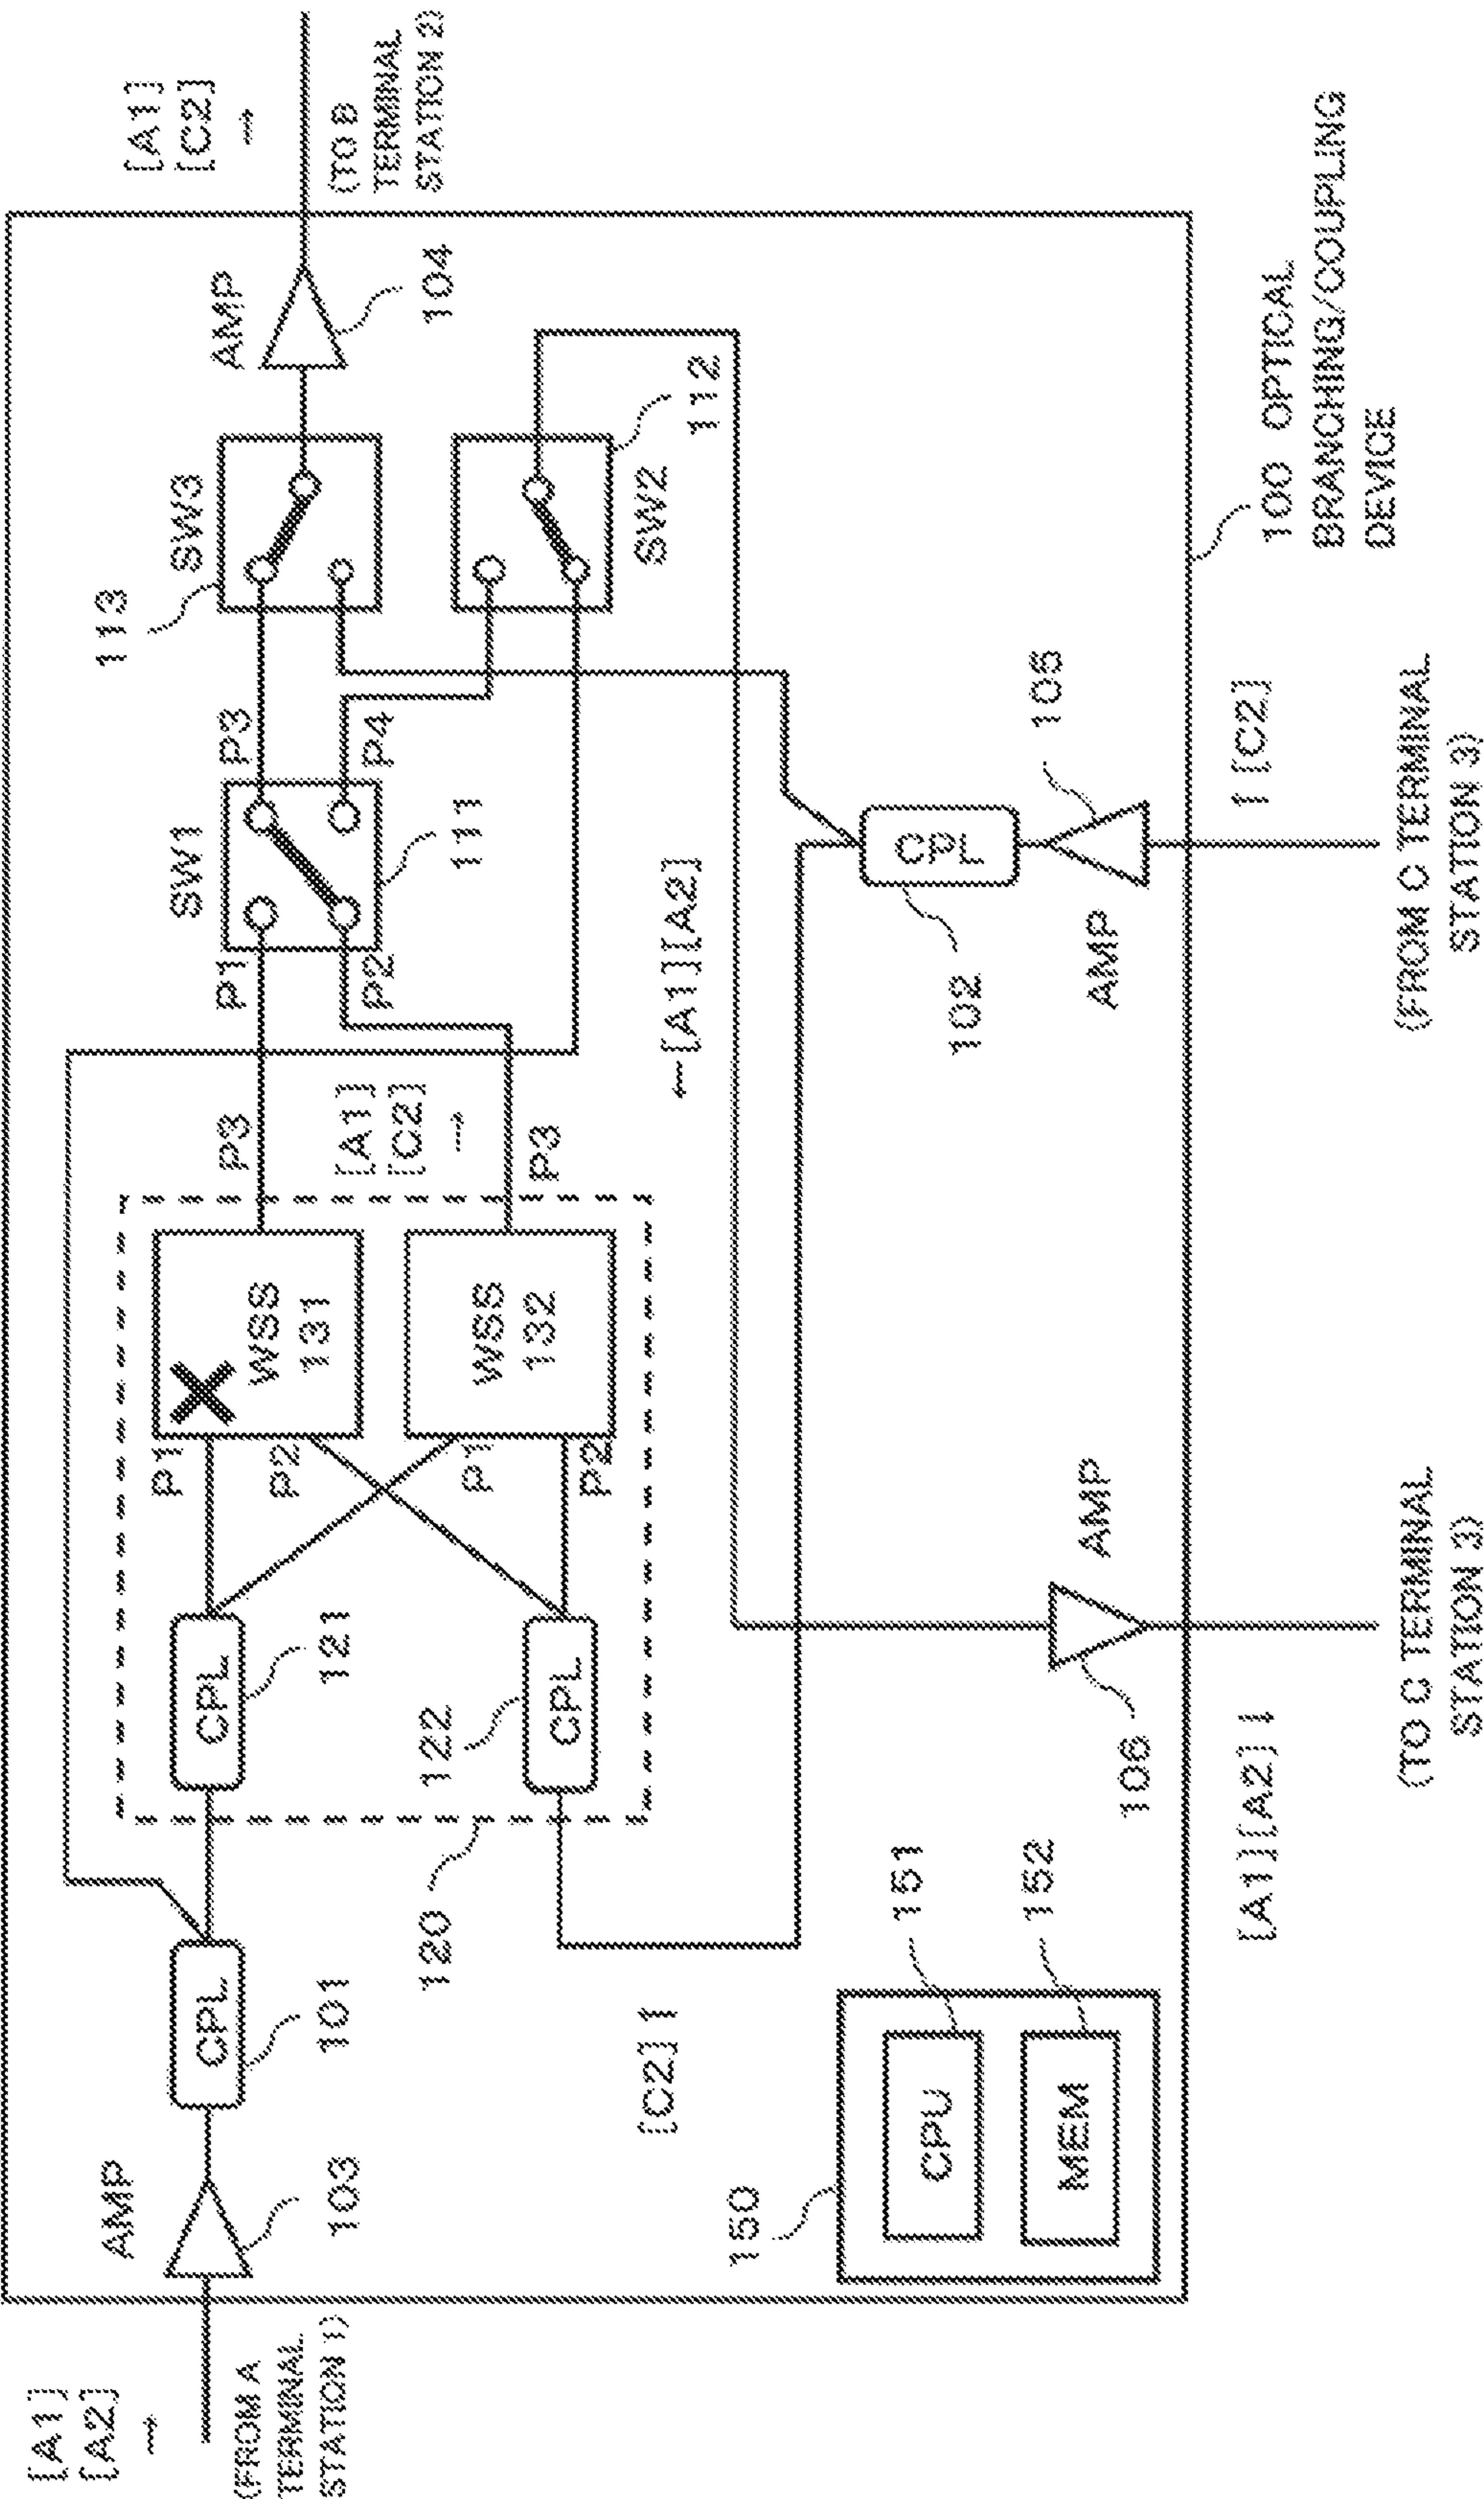 [A1]
[A2]
→
(FROM A
TERMINAL
STATION 1)
AMP
103
CPL
101
120
CPL
121
122
CPL
P1
P2
P1
P2
WSS
131
WSS
132
P3
[A1]
[C2]
→
P3
P1
P2
SW1
111
P3
P4
113
SW3
SW2
112
AMP
104
[A1]
[C2]
→
(TO B
TERMINAL
STATION 2)
[C2] ↓
←[A1][A2]
150
CPU
151
MEM
152
106
AMP
[A1][A2] ↓
(TO C TERMINAL
STATION 3)
102
CPL
AMP
105
↑ [C2]
(FROM C TERMINAL
STATION 3)
100 OPTICAL
BRANCHING/COUPLING
DEVICE